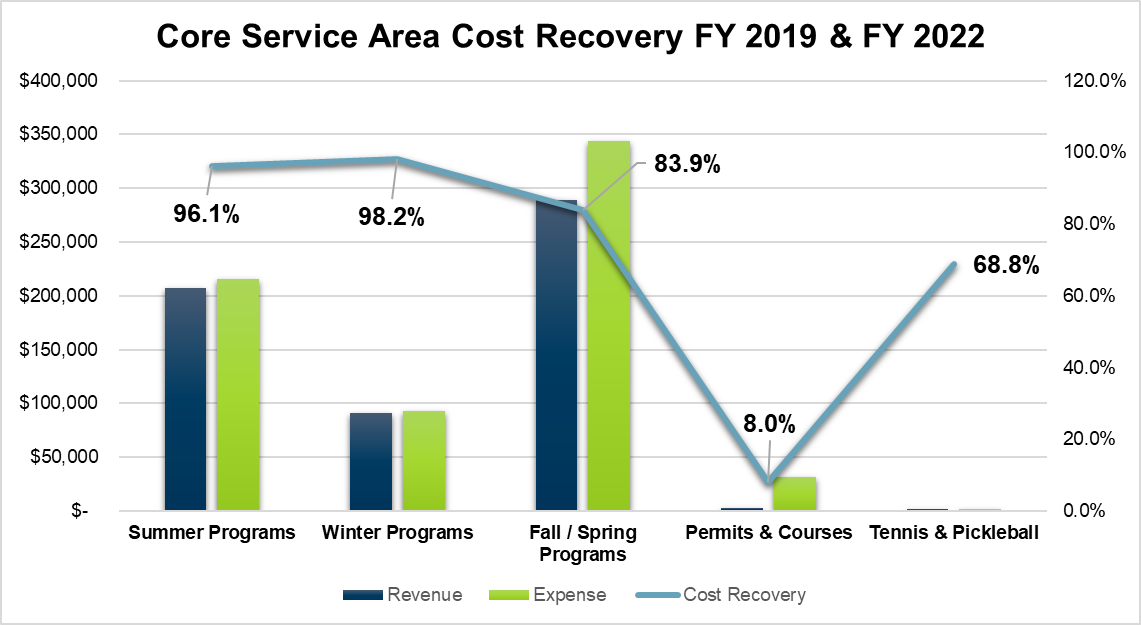 Core Service Area Cost Recovery FY 2019 & FY 2022
$400,000
120.0%
$350,000
100.0%
$300,000
83.9%
96.1%
98.2%
$250,000
80.0%
68.8%
$200,000
60.0%
$150,000
40.0%
$100,000
8.0%
20.0%
$50,000
$-
0.0%
Summer Programs
Winter Programs
Fall / Spring
Programs
Permits & Courses
Tennis & Pickleball
Revenue
Expense
Cost Recovery